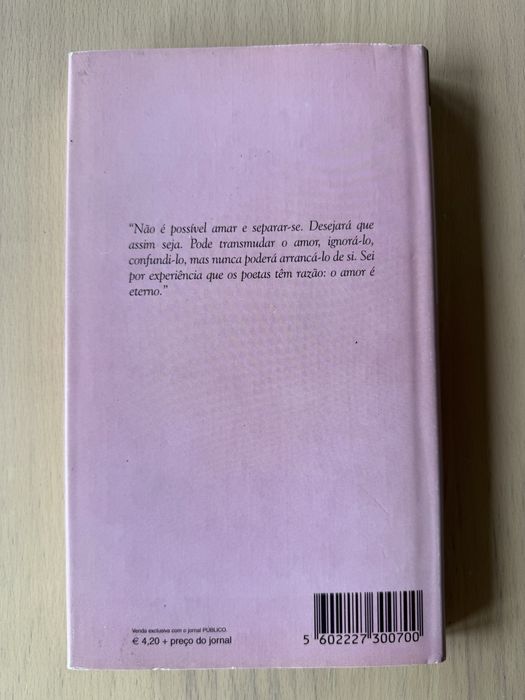 “Não é possível amar e separar-se. Desejará que
assim seja. Pode transmudar o amor, ignorá-lo,
confundi-lo, mas nunca poderá arrancá-lo de si. Sei
por experiência que os poetas têm razão: o amor é
eterno.”
Venda exclusiva com o jornal PÚBLICO.
€ 4,20 + preço do jornal
5 602227 300700